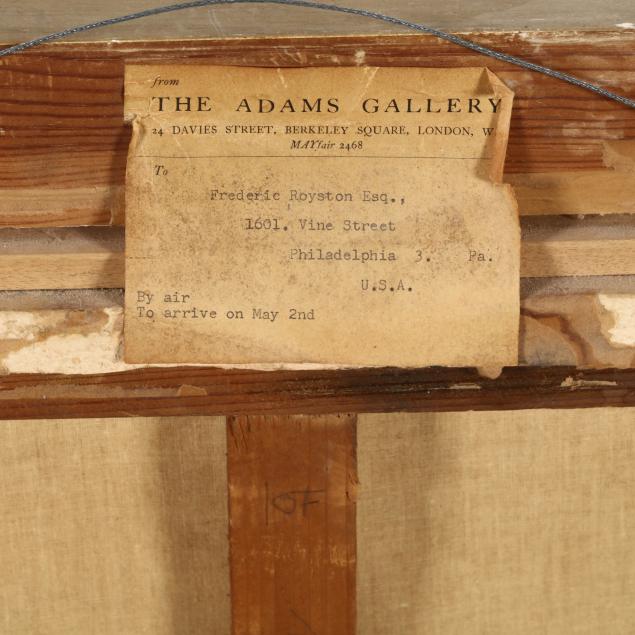 from
THE ADAMS GALLERY
24 DAVIES STREET, BERKELEY SQUARE, LONDON, W
MAYfair 2468
To
Frederic Royston Esq.,
1601. Vine Street
Philadelphia 3. Pa.
U.S.A.
By air
To arrive on May 2nd